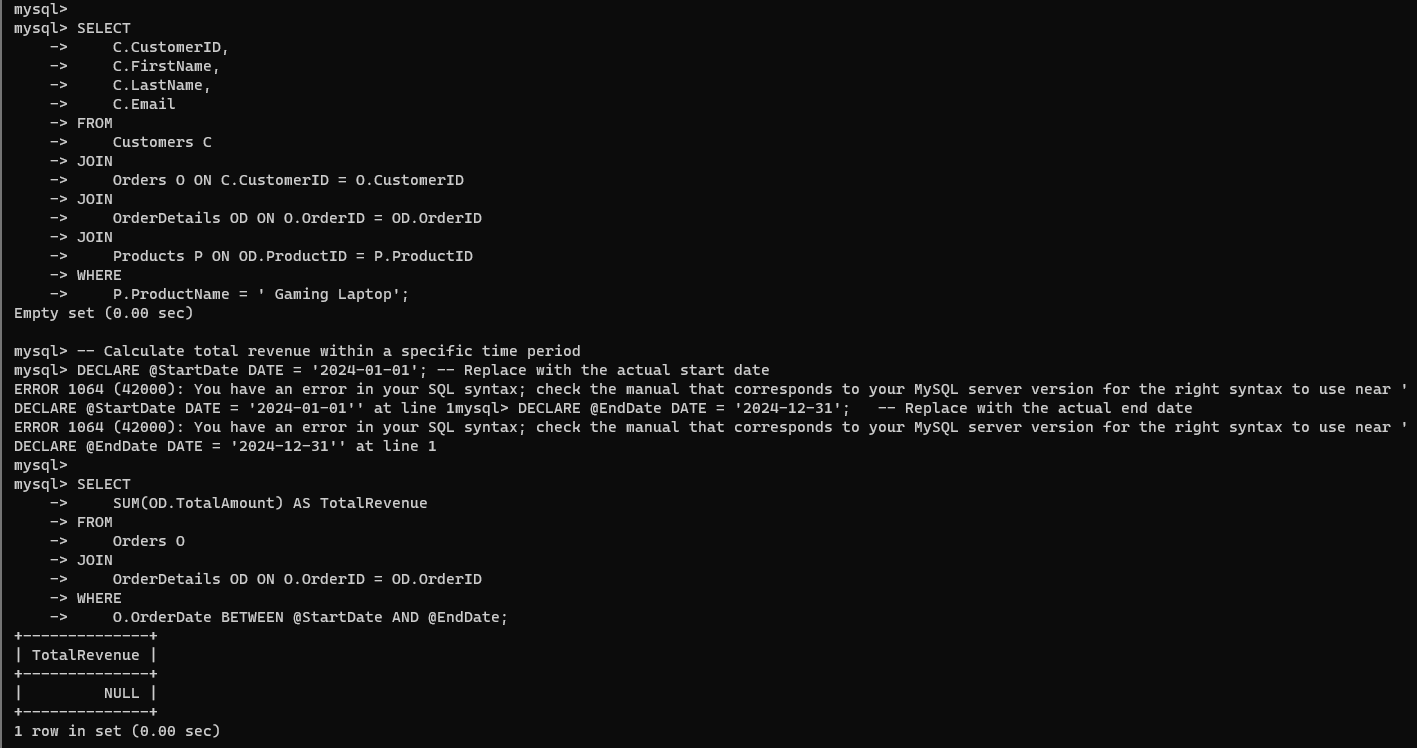 mysql>
mysql> SELECT
    ->     C.CustomerID,
    ->     C.FirstName,
    ->     C.LastName,
    ->     C.Email
    -> FROM
    ->     Customers C
    -> JOIN
    ->     Orders O ON C.CustomerID = O.CustomerID
    -> JOIN
    ->     OrderDetails OD ON O.OrderID = OD.OrderID
    -> JOIN
    ->     Products P ON OD.ProductID = P.ProductID
    -> WHERE
    ->     P.ProductName = ' Gaming Laptop';
Empty set (0.00 sec)

mysql> -- Calculate total revenue within a specific time period
mysql> DECLARE @StartDate DATE = '2024-01-01'; -- Replace with the actual start date
ERROR 1064 (42000): You have an error in your SQL syntax; check the manual that corresponds to your MySQL server version for the right syntax to use near '
DECLARE @StartDate DATE = '2024-01-01'' at line 1mysql> DECLARE @EndDate DATE = '2024-12-31';   -- Replace with the actual end date
ERROR 1064 (42000): You have an error in your SQL syntax; check the manual that corresponds to your MySQL server version for the right syntax to use near '
DECLARE @EndDate DATE = '2024-12-31'' at line 1
mysql>
mysql> SELECT
    ->     SUM(OD.TotalAmount) AS TotalRevenue
    -> FROM
    ->     Orders O
    -> JOIN
    ->     OrderDetails OD ON O.OrderID = OD.OrderID
    -> WHERE
    ->     O.OrderDate BETWEEN @StartDate AND @EndDate;
+--------------+
| TotalRevenue |
+--------------+
|         NULL |
+--------------+
1 row in set (0.00 sec)